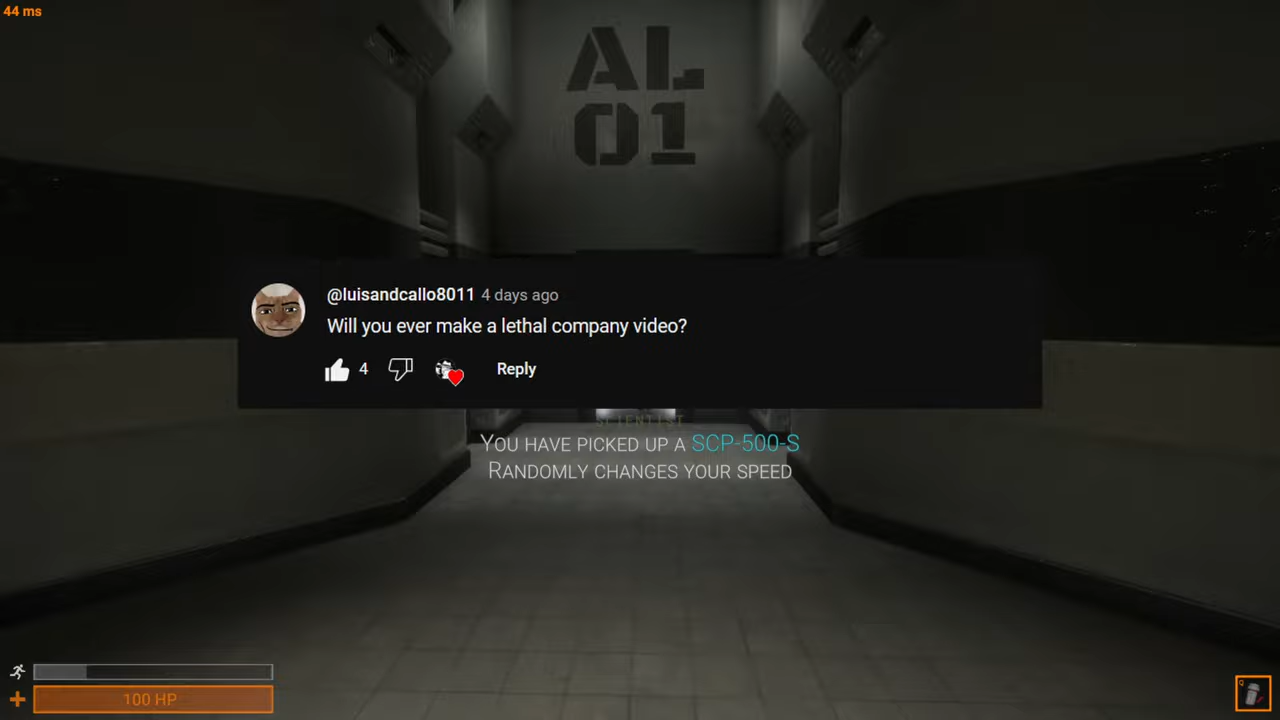 44 ms
AL
01
@luisandcallo8011 4 days ago
Will you ever make a lethal company video?
4 Reply
SCIENTIST
YOU HAVE PICKED UP A SCP-500-S
RANDOMLY CHANGES YOUR SPEED
100 HP